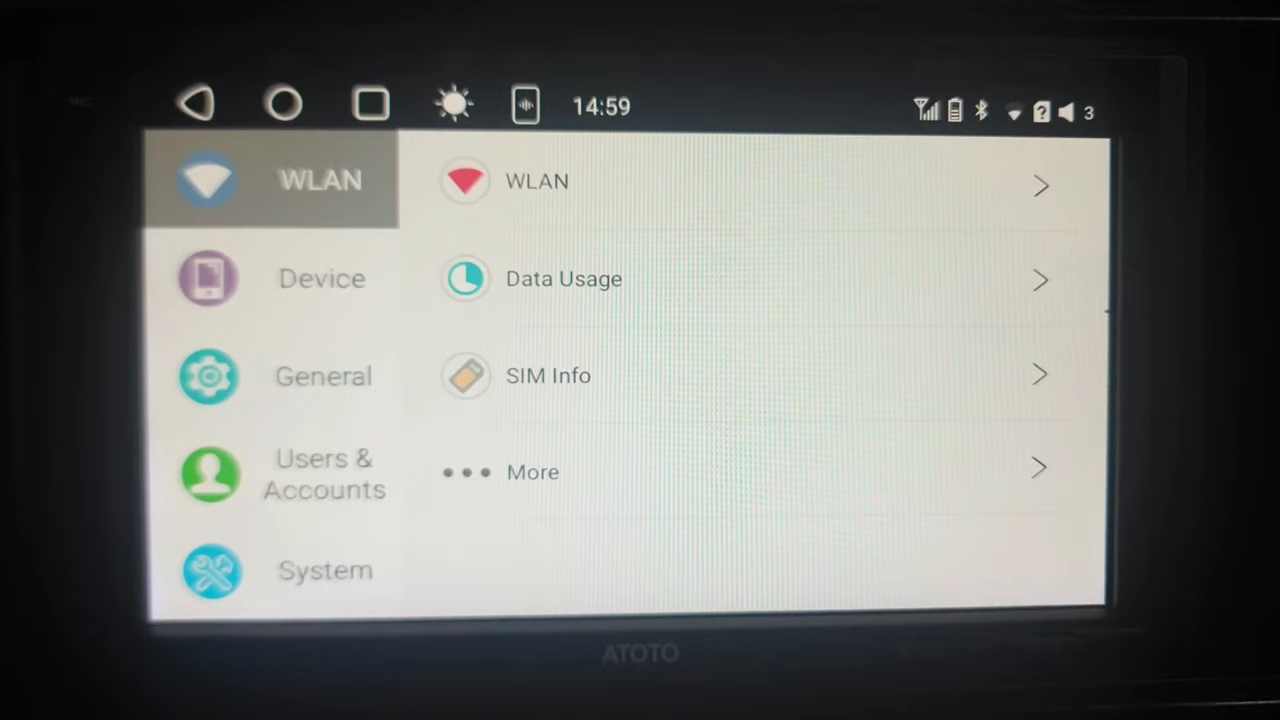 14:59
3
WLAN
Device
General
Users &
Accounts
System
WLAN
Data Usage
SIM Info
More
ATOTO